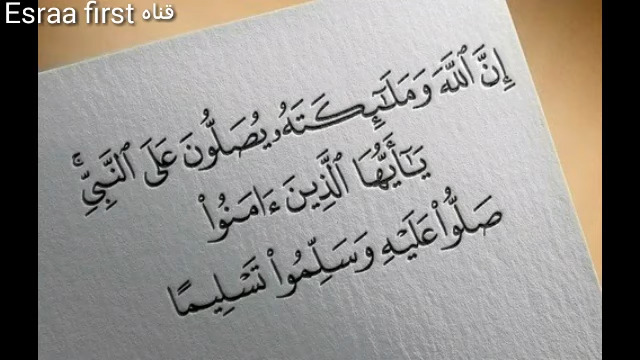 Esraa first قناه
إِنَّ ٱللَّهَ وَمَلَٰٓئِكَتَهُۥ يُصَلُّونَ عَلَى ٱلنَّبِىِّ ۚ
يَٰٓأَيُّهَا ٱلَّذِينَ ءَامَنُوا۟
صَلُّوا۟ عَلَيْهِ وَسَلِّمُوا۟ تَسْلِيمًا